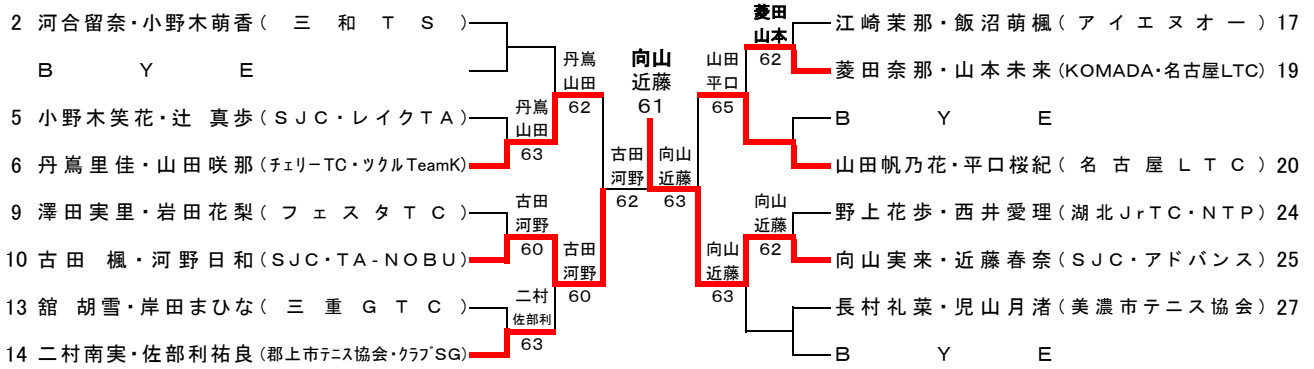 2 河合留奈・小野木萌香(三和TS)
BYE
5 小野木笑花・辻 真歩(SJC・レイクTA)
6 丹嶌里佳・山田咲那(チェリーTC・ツクルTeamK)
9 澤田実里・岩田花梨(フェスタTC)
10 古田 楓・河野日和(SJC・TA-NOBU)
13 舘 胡雪・岸田まひな(三重GTC)
14 二村南実・佐部利祐良(郡上市テニス協会・クラブSG)
丹嶌
山田
63
古田
河野
60
二村
佐部利
63
丹嶌
山田
62
古田
河野
60
古田
河野
62
向山
近藤
61
向山
近藤
63
山田
平口
65
向山
近藤
63
菱田
山本
62
向山
近藤
62
江崎茉那・飯沼萌楓(アイエヌオー) 17
菱田奈那・山本未来(KOMADA・名古屋LTC) 19
BYE
山田帆乃花・平口桜紀(名古屋LTC) 20
野上花歩・西井愛理(湖北JrTC・NTP) 24
向山実来・近藤春奈(SJC・アドバンス) 25
長村礼菜・児山月渚(美濃市テニス協会) 27
BYE